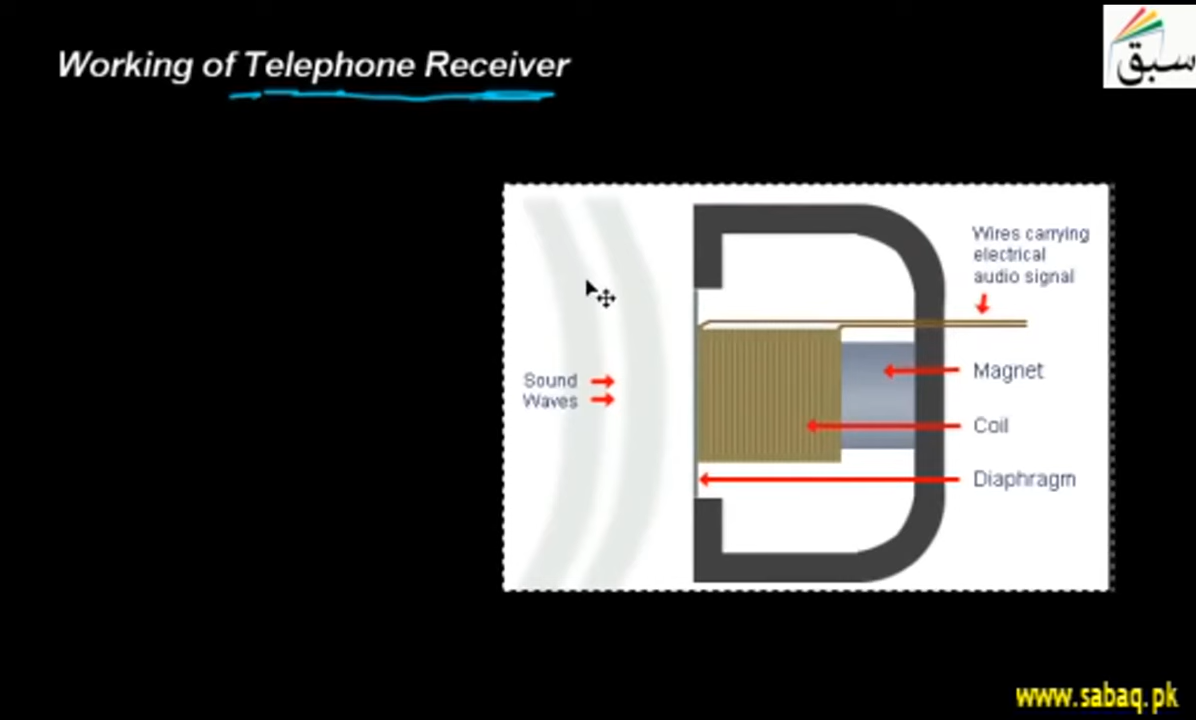 سبق
Working of Telephone Receiver
Wires carrying
electrical
audio signal
Sound
Waves
Magnet
Coil
Diaphragm
www.sabaq.pk